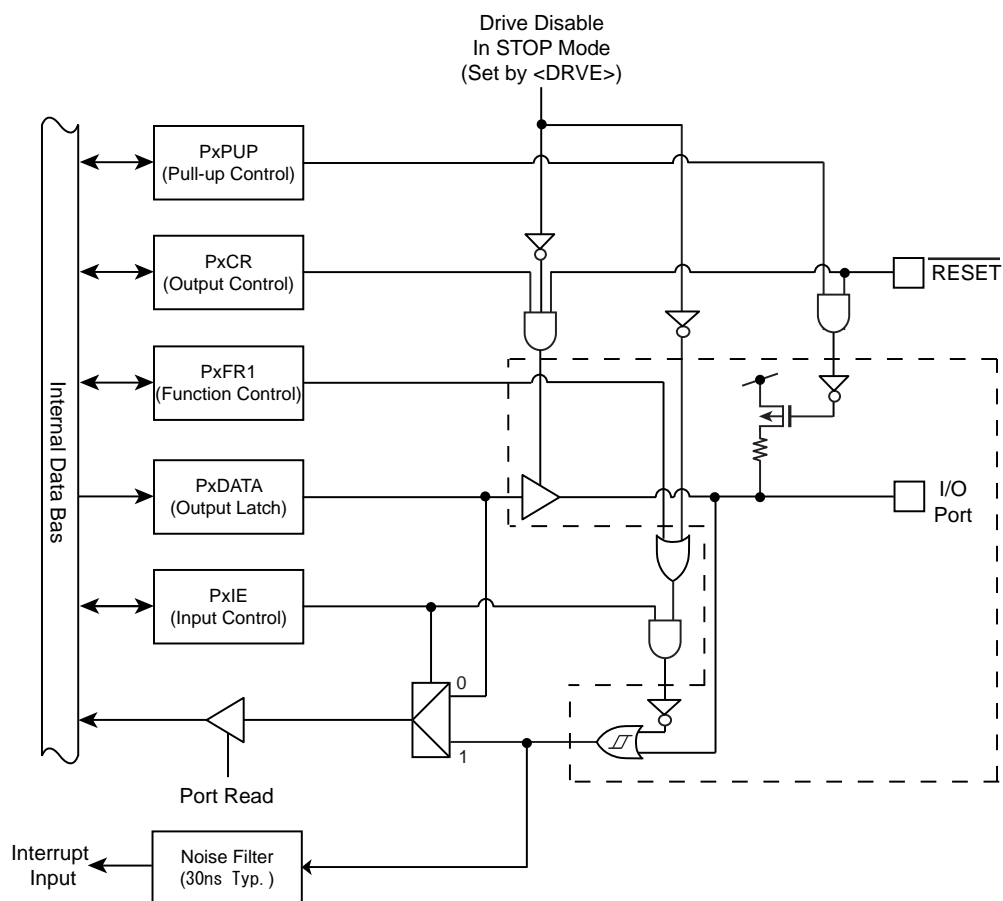 Drive Disable
In STOP Mode
(Set by <DRVE>)
PxPUP
(Pull-up Control)
PxCR
(Output Control)
RESET
PxFR1
(Function Control)
Internal Data Bas
PxDATA
(Output Latch)
I/O
Port
PxIE
(Input Control)
0
1
Port Read
Interrupt
Input
Noise Filter
(30ns Typ. )